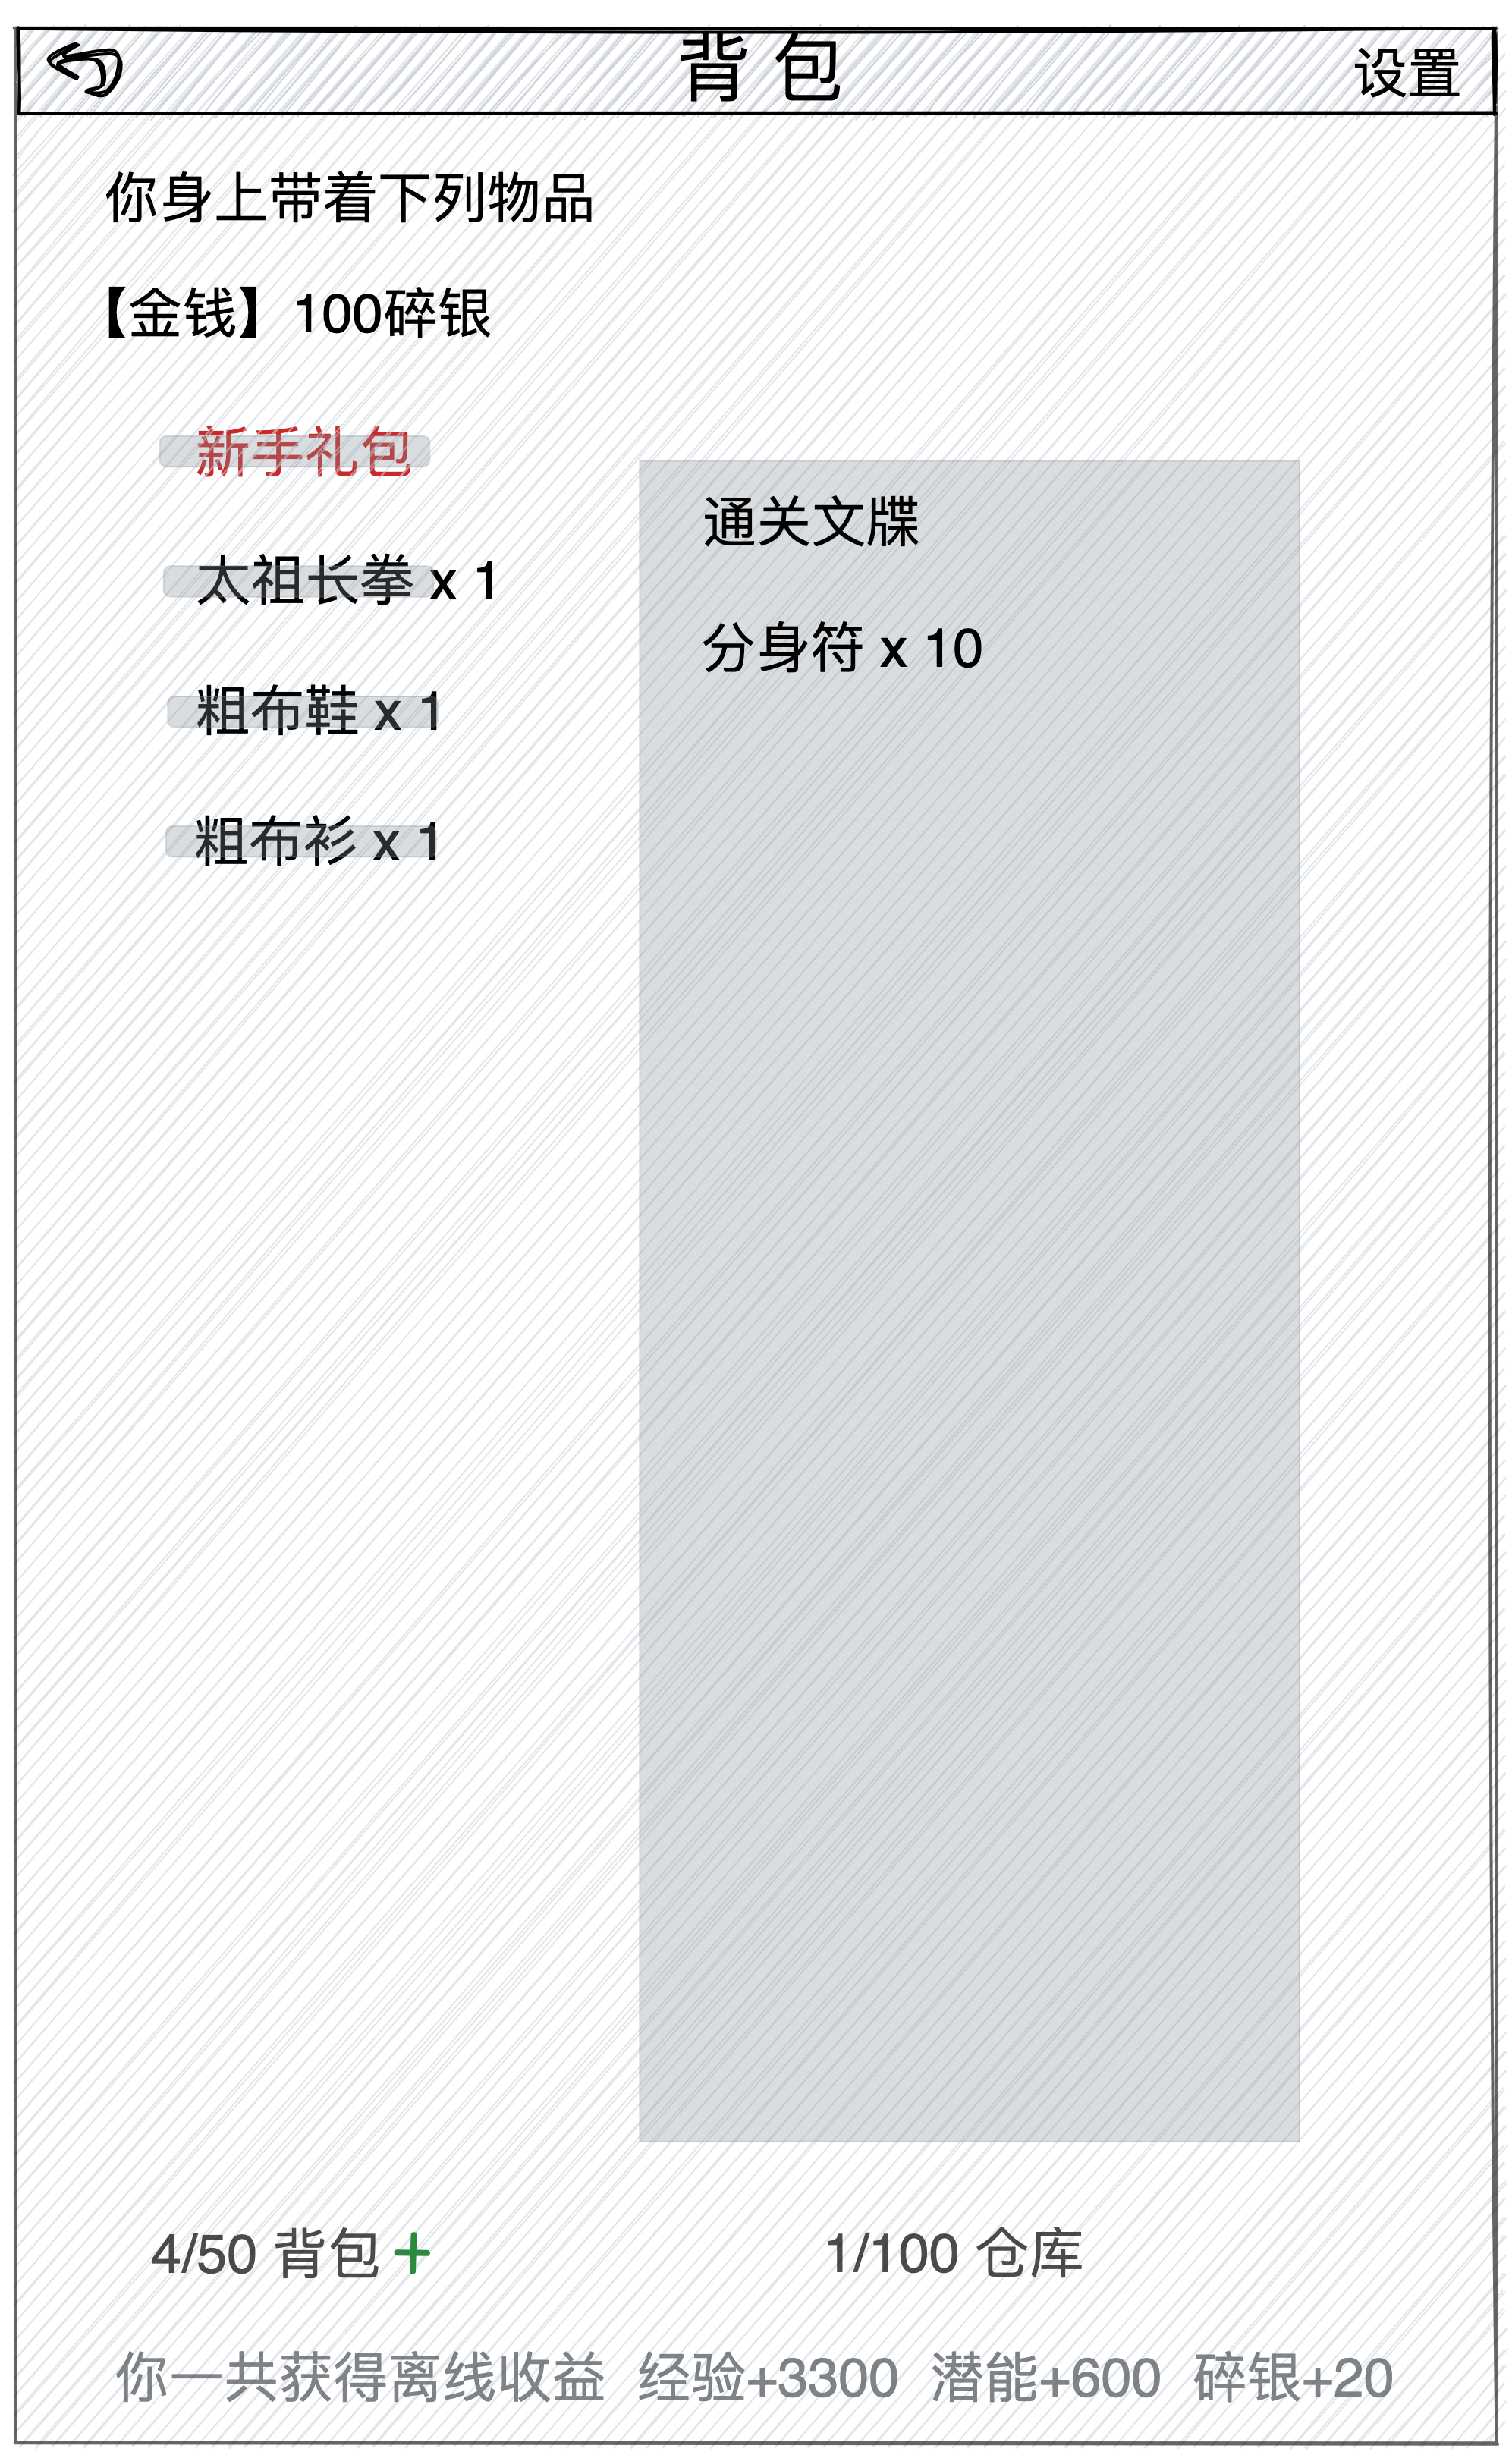 背 包
设置
你身上带着下列物品
【金钱】100碎银
新手礼包
太祖长拳 x 1
粗布鞋 x 1
粗布衫 x 1
通关文牒
分身符 x 10
4/50 背包 +
1/100 仓库
你一共获得离线收益 经验+3300 潜能+600 碎银+20